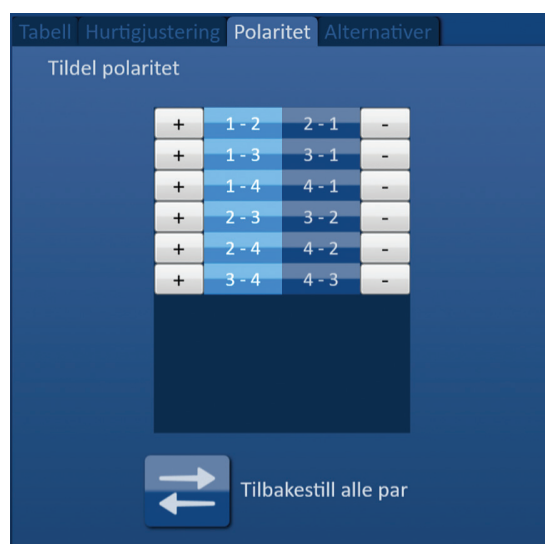 Tabell Hurtigjustering Polaritet Alternativer
Tildel polaritet
+ 1 - 2 2 - 1 -
+ 1 - 3 3 - 1 -
+ 1 - 4 4 - 1 -
+ 2 - 3 3 - 2 -
+ 2 - 4 4 - 2 -
+ 3 - 4 4 - 3 -
Tilbakestill alle par